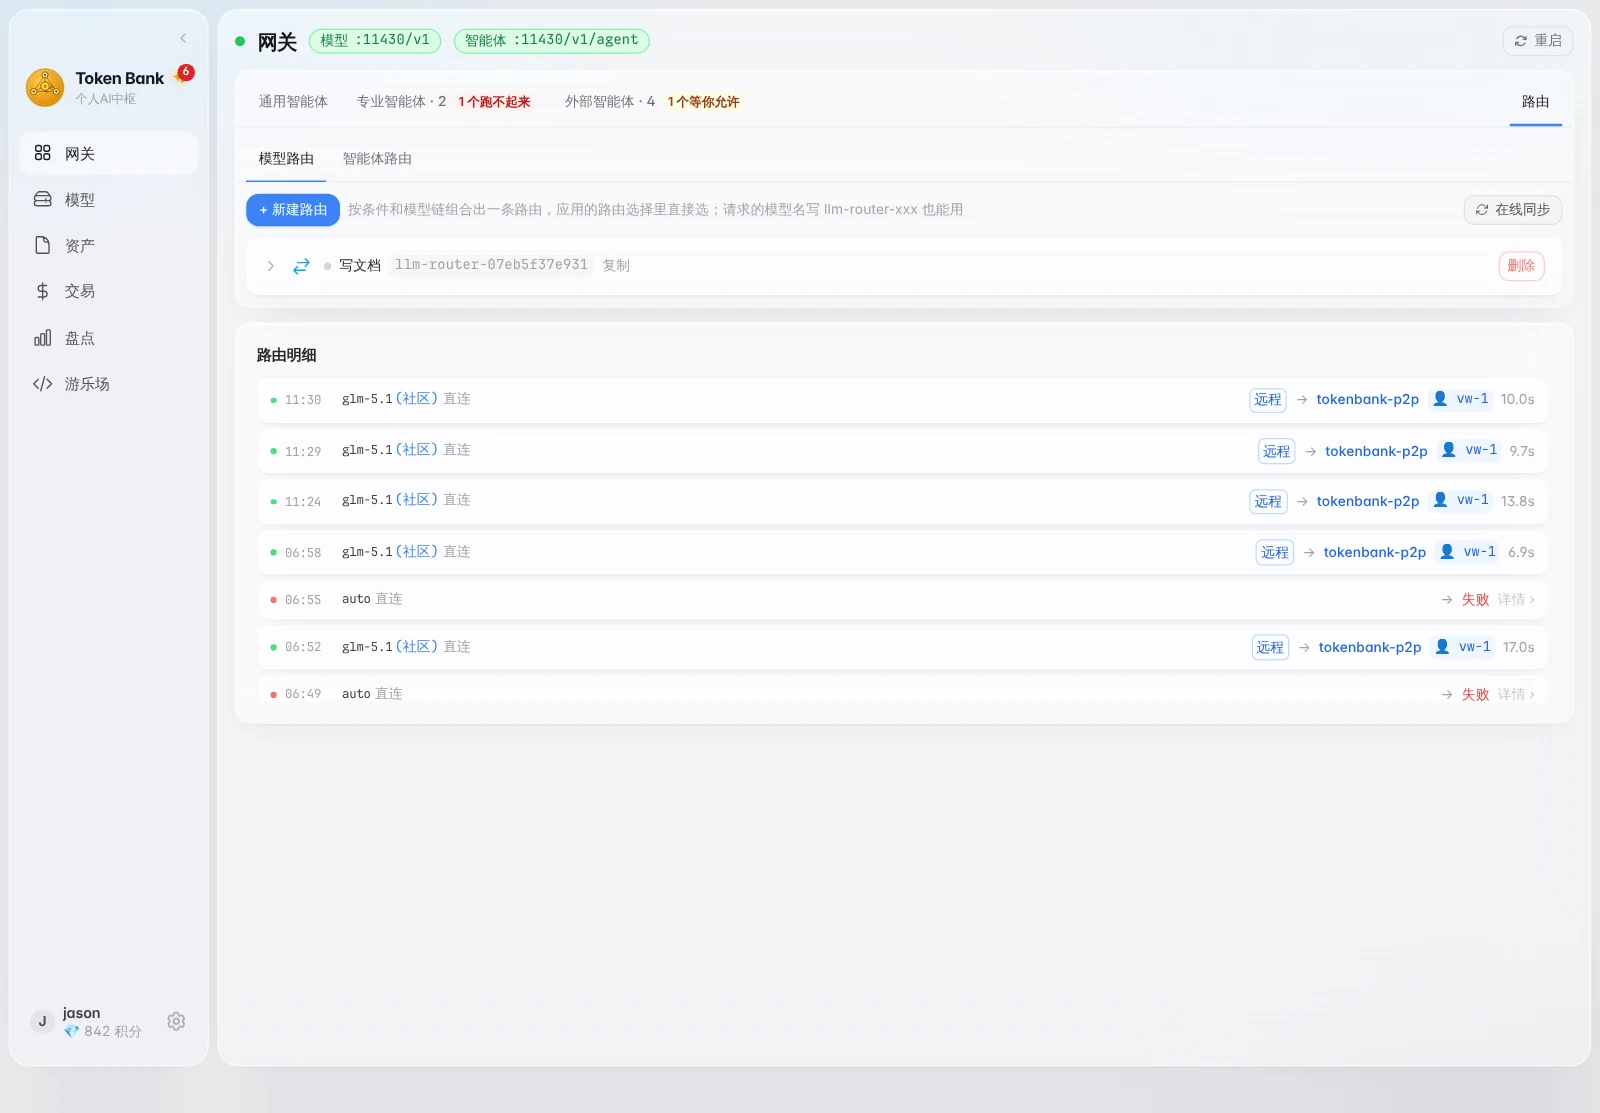 Token Bank
6
个人AI中枢
网关
模型
资产
交易
盘点
游乐场
J
jason
842 积分
网关
模型 :11430/v1
智能体 :11430/v1/agent
重启
通用智能体
专业智能体 · 2 1个跑不起来
外部智能体 · 4 1个等你允许
路由
模型路由
智能体路由
+ 新建路由
按条件和模型链组合出一条路由，应用的路由选择里直接选；请求的模型名写 llm-router-xxx 也能用
在线同步
写文档 llm-router-07eb5f37e931 复制
删除
路由明细
11:30 glm-5.1(社区) 直连 远程 → tokenbank-p2p vw-1 10.0s
11:29 glm-5.1(社区) 直连 远程 → tokenbank-p2p vw-1 9.7s
11:24 glm-5.1(社区) 直连 远程 → tokenbank-p2p vw-1 13.8s
06:58 glm-5.1(社区) 直连 远程 → tokenbank-p2p vw-1 6.9s
06:55 auto 直连 → 失败 详情 ›
06:52 glm-5.1(社区) 直连 远程 → tokenbank-p2p vw-1 17.0s
06:49 auto 直连 → 失败 详情 ›